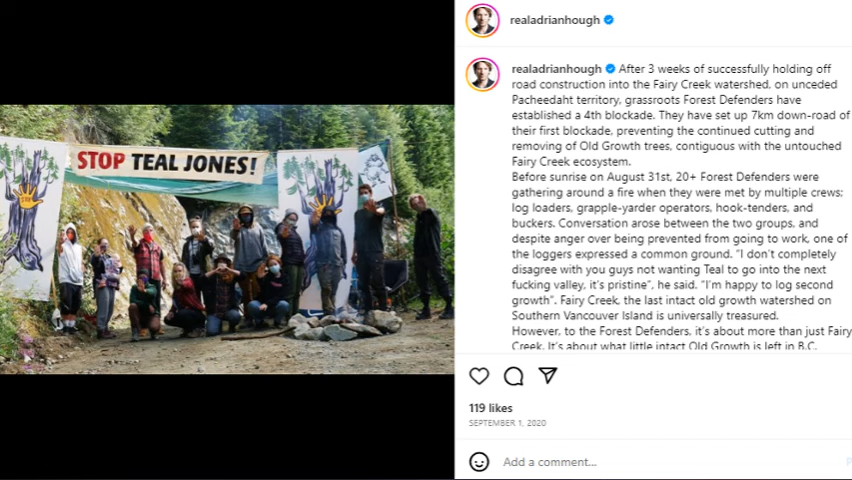 realadrianhough
realadrianhough After 3 weeks of successfully holding off
road construction into the Fairy Creek watershed, on unceded
Pacheedaht territory, grassroots Forest Defenders have
established a 4th blockade. They have set up 7km down-road of
their first blockade, preventing the continued cutting and
removing of Old Growth trees, contiguous with the untouched
Fairy Creek ecosystem.
Before sunrise on August 31st, 20+ Forest Defenders were
gathering around a fire when they were met by multiple crews:
log loaders, grapple-yarder operators, hook-tenders, and
buckers. Conversation arose between the two groups, and
despite anger over being prevented from going to work, one of
the loggers expressed a common ground. "I don't completely
disagree with you guys not wanting Teal to go into the next
fucking valley, it's pristine", he said. "I'm happy to log second
growth". Fairy Creek, the last intact old growth watershed on
Southern Vancouver Island is universally treasured.
However, to the Forest Defenders, it's about more than just Fairy
Creek. It's about what little intact Old Growth is left in B.C.
119 likes
SEPTEMBER 1, 2020
Add a comment...
STOP TEAL JONES!